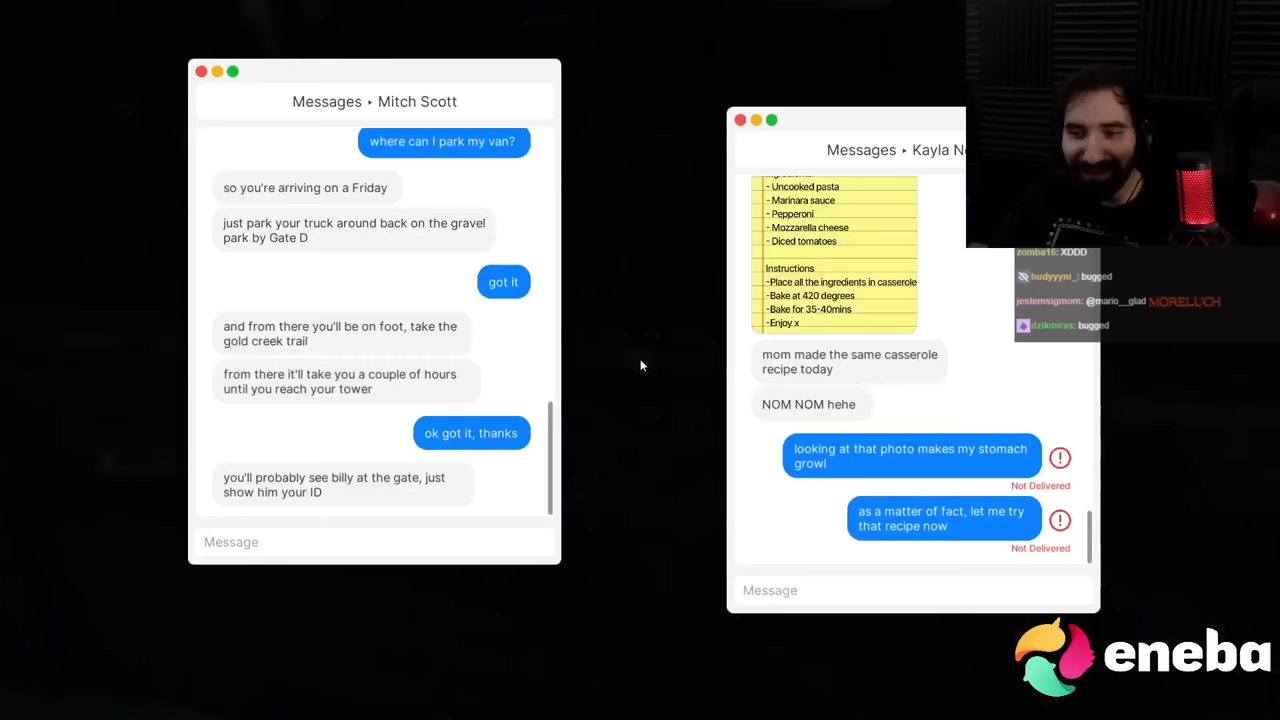 Messages ▸ Mitch Scott
where can I park my van?
so you're arriving on a Friday
just park your truck around back on the gravel
park by Gate D
got it
and from there you'll be on foot, take the
gold creek trail
from there it'll take you a couple of hours
until you reach your tower
ok got it, thanks
you'll probably see billy at the gate, just
show him your ID
Message
Messages ▸ Kayla
- Uncooked pasta
- Marinara sauce
- Pepperoni
- Mozzarella cheese
- Diced tomatoes
Instructions
-Place all the ingredients in casserole
-Bake at 420 degrees
-Bake for 35-40mins
-Enjoy x
mom made the same casserole
recipe today
NOM NOM hehe
looking at that photo makes my stomach
growl
Not Delivered
as a matter of fact, let me try
that recipe now
Not Delivered
Message
zomba16: XDDD
hudyyyni_: bugged
jestemsigmom: @mario__glad MORELUCH
dzikmiras: bugged
eneba